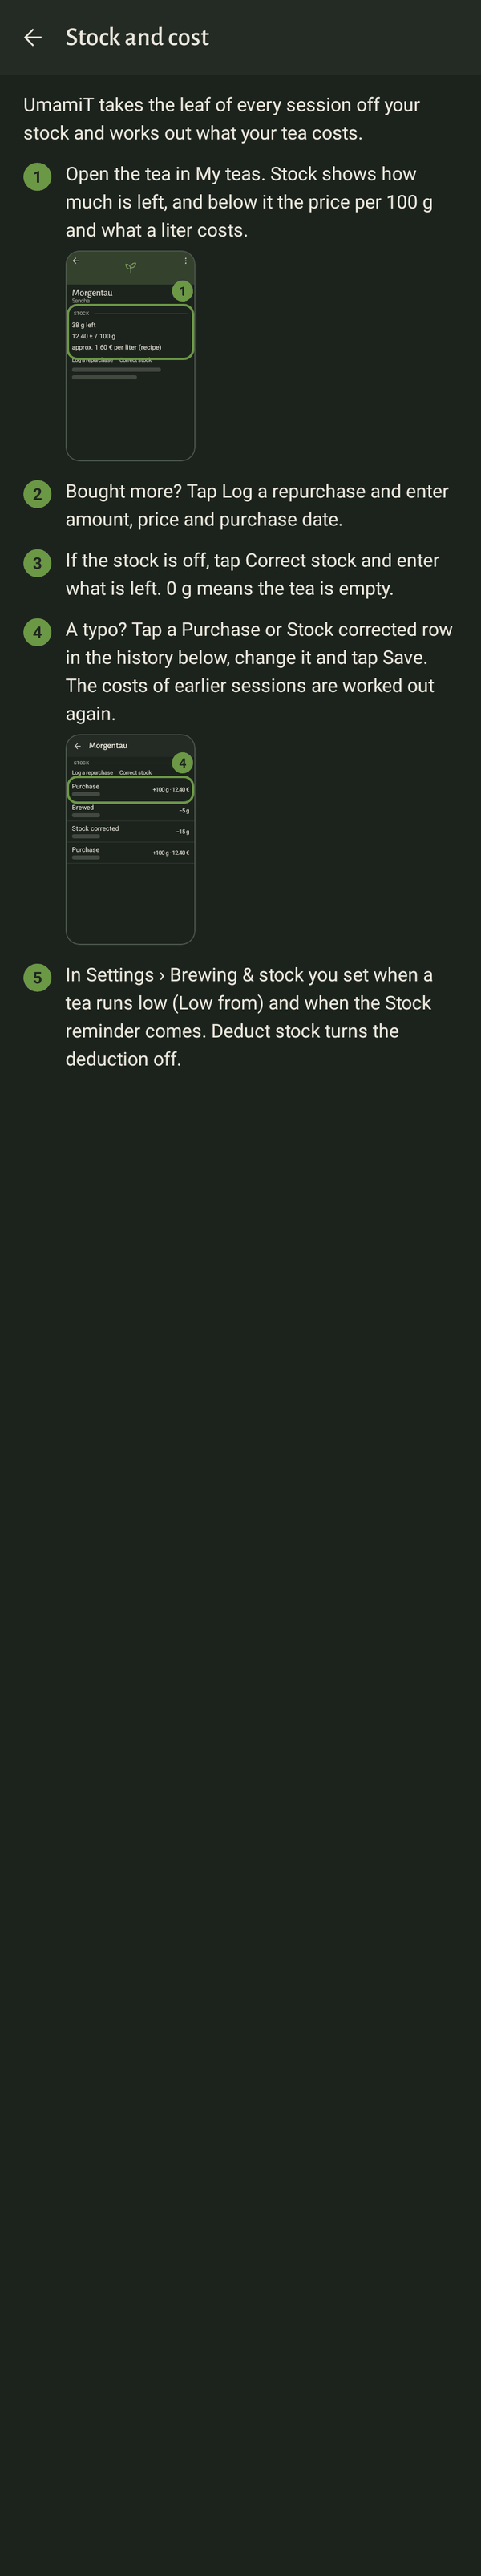 Stock and cost
UmamiT takes the leaf of every session off your
stock and works out what your tea costs.
1
Open the tea in My teas. Stock shows how
much is left, and below it the price per 100 g
and what a liter costs.
Morgentau
1
Sencha
STOCK
38 g left
12.40 € / 100 g
approx. 1.60 € per liter (recipe)
Log a repurchase Correct stock
2
Bought more? Tap Log a repurchase and enter
amount, price and purchase date.
3
If the stock is off, tap Correct stock and enter
what is left. 0 g means the tea is empty.
4
A typo? Tap a Purchase or Stock corrected row
in the history below, change it and tap Save.
The costs of earlier sessions are worked out
again.
Morgentau
STOCK
4
Log a repurchase Correct stock
Purchase +100 g · 12.40 €
Brewed −5 g
Stock corrected −15 g
Purchase +100 g · 12.40 €
5
In Settings › Brewing & stock you set when a
tea runs low (Low from) and when the Stock
reminder comes. Deduct stock turns the
deduction off.